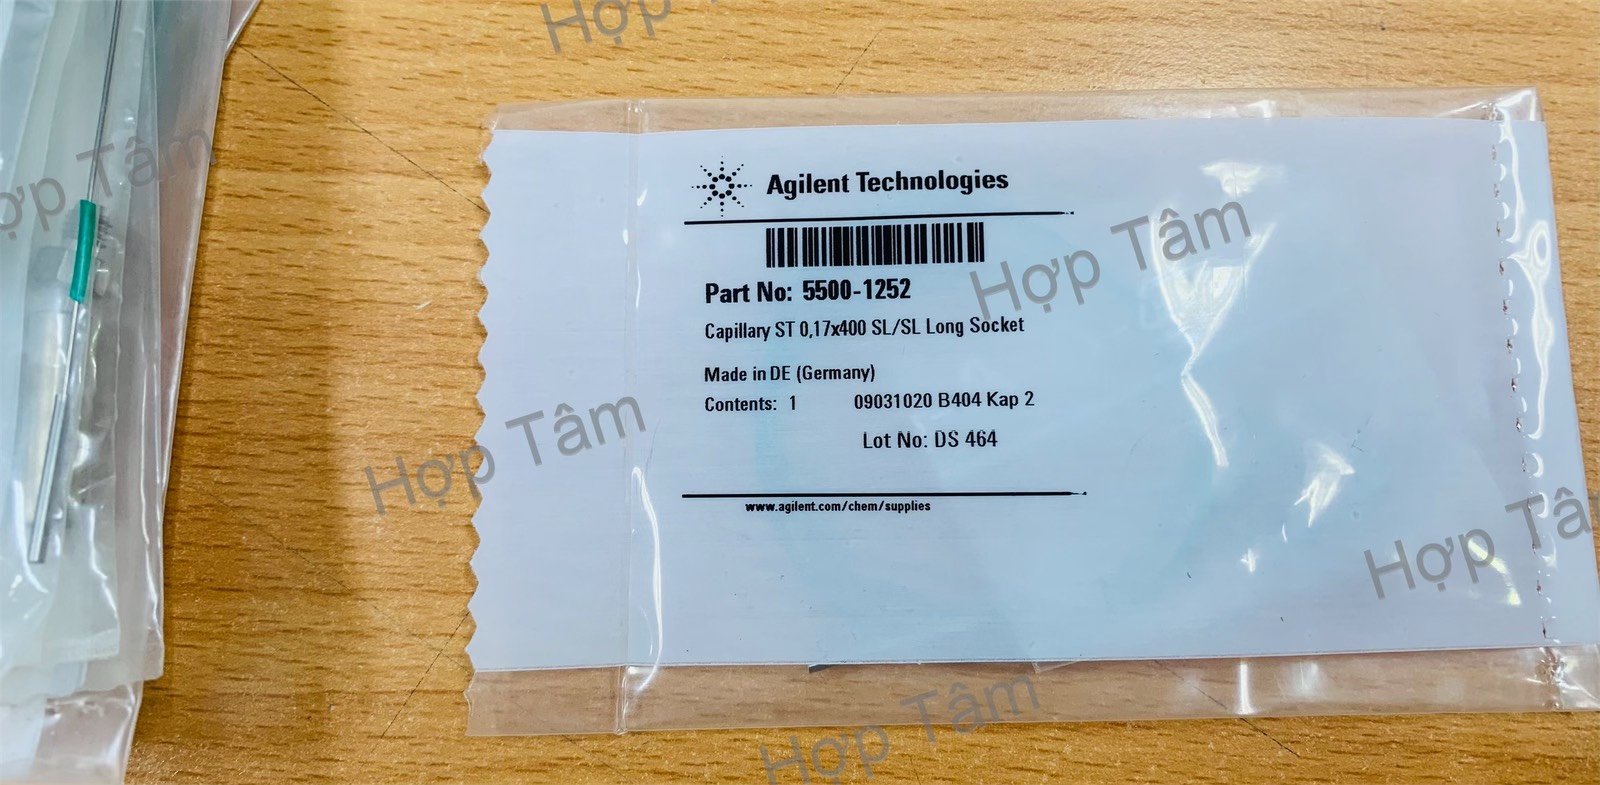 Hợp Tâm
Hợp Tâm
Agilent Technologies
Hợp Tâm
Part No: 5500-1252
Capillary ST 0,17x400 SL/SL Long Socket
Made in DE (Germany)
Contents: 1 09031020 B404 Kap 2
Hợp Tâm
Lot No: DS 464
www.agilent.com/chem/supplies
Hợp Tâm
Hợp Tâm